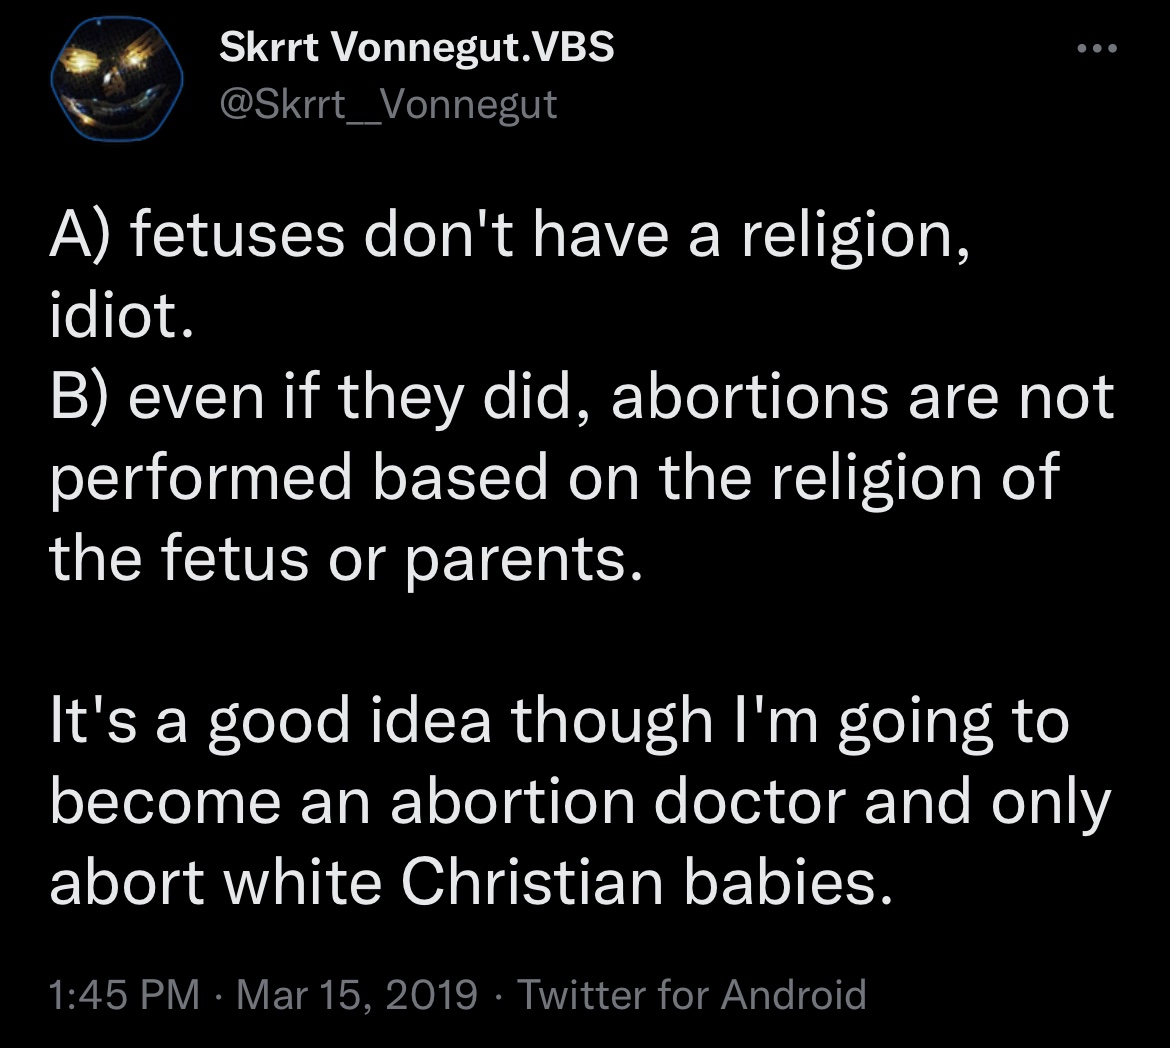 Skrrt Vonnegut.VBS
@Skrrt__Vonnegut
A) fetuses don't have a religion,
idiot.
B) even if they did, abortions are not
performed based on the religion of
the fetus or parents.
It's a good idea though I'm going to
become an abortion doctor and only
abort white Christian babies.
1:45 PM · Mar 15, 2019 · Twitter for Android